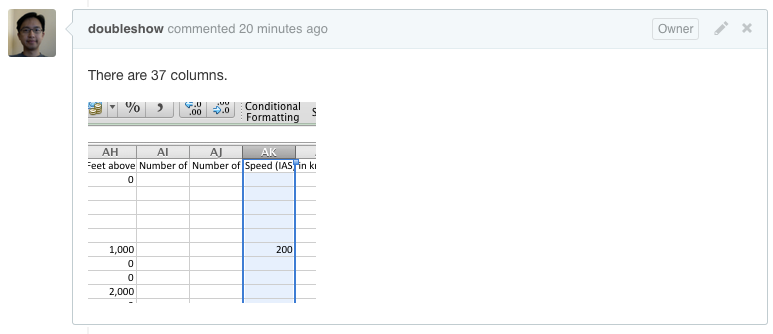 doubleshow commented 20 minutes ago
Owner
There are 37 columns.
% , .0 .00 .00 .0
Conditional
Formatting
AH AI AJ AK
Feet above Number of Number of Speed (IAS) in kn
0
1,000 200
0
0
2,000